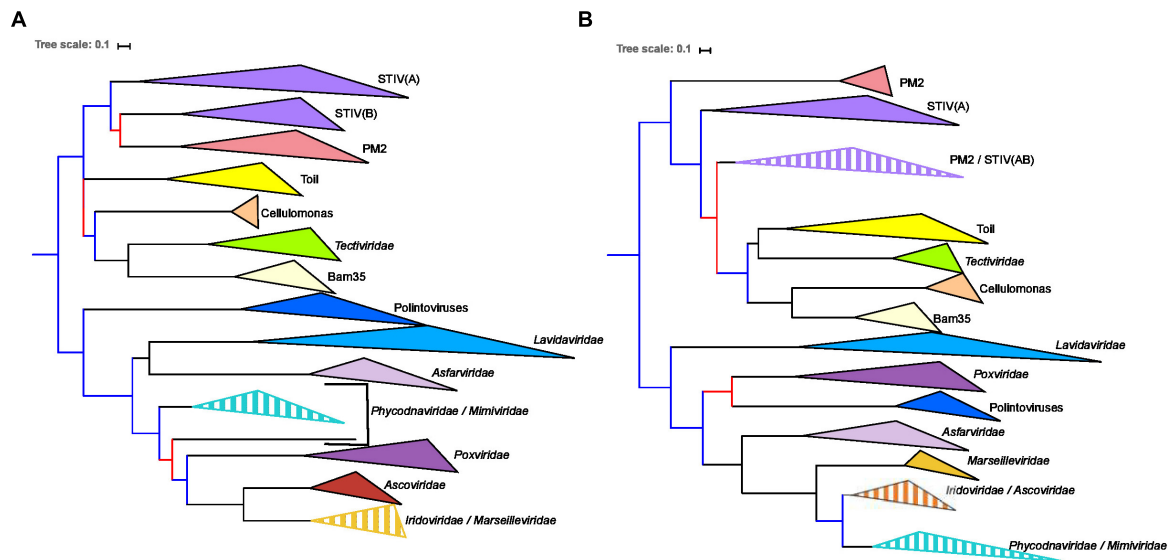 A
Tree scale: 0.1
STIV(A)
STIV(B)
PM2
Toil
Cellulomonas
Tectiviridae
Bam35
Polintoviruses
Lavidaviridae
Asfarviridae
Phycodnaviridae / Mimiviridae
Poxviridae
Ascoviridae
Iridoviridae / Marseilleviridae
B
Tree scale: 0.1
PM2
STIV(A)
PM2 / STIV(AB)
Toil
Tectiviridae
Cellulomonas
Bam35
Lavidaviridae
Poxviridae
Polintoviruses
Asfarviridae
Marseilleviridae
Iridoviridae / Ascoviridae
Phycodnaviridae / Mimiviridae